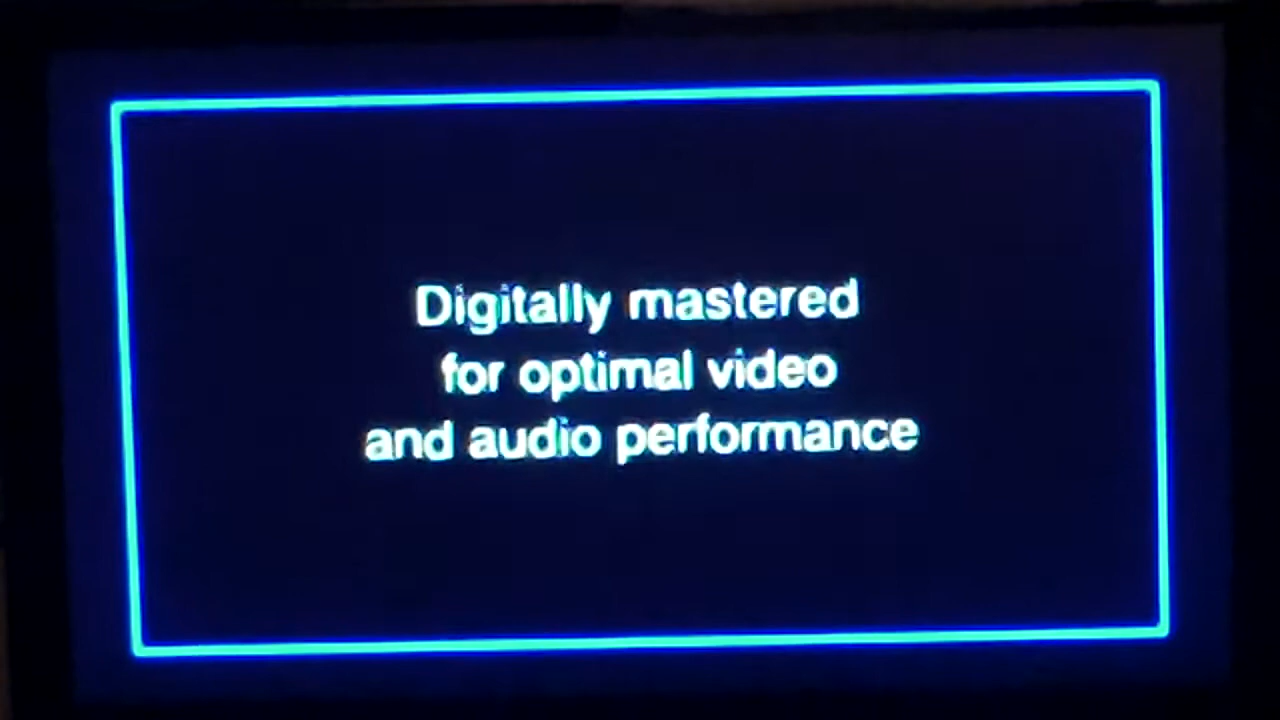 Digitally mastered
for optimal video
and audio performance